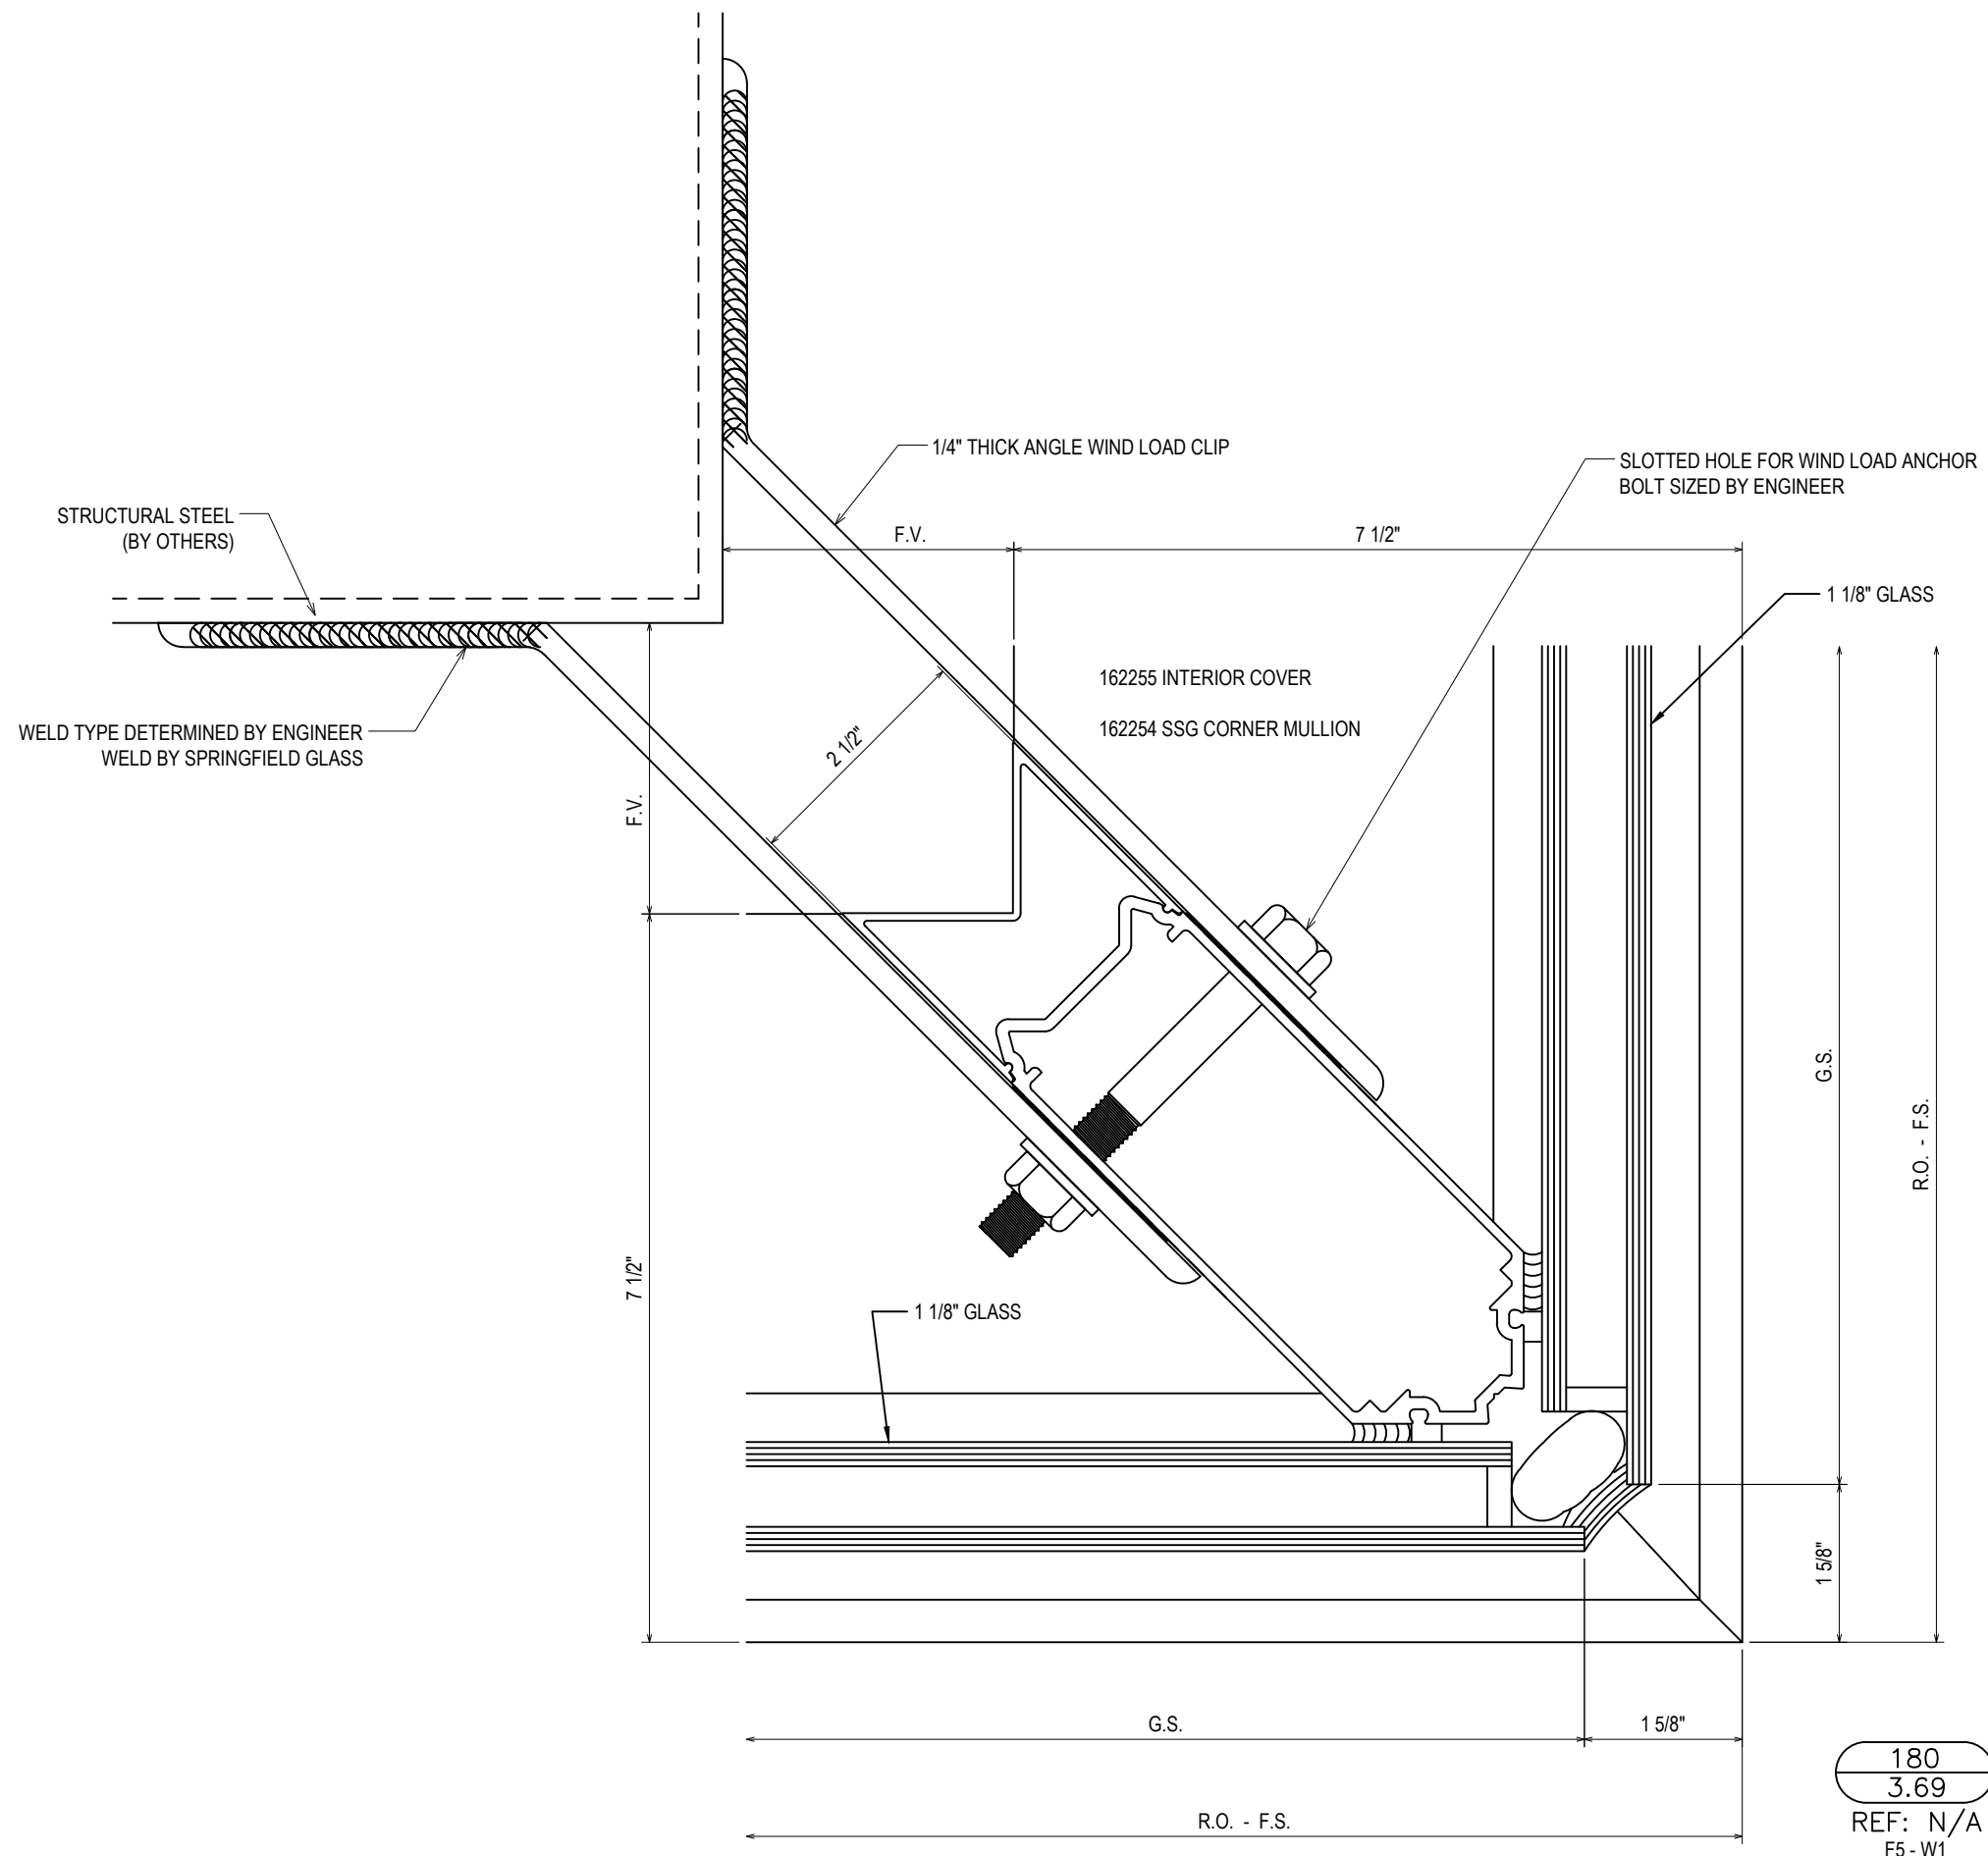 1/4" THICK ANGLE WIND LOAD CLIP
SLOTTED HOLE FOR WIND LOAD ANCHOR
BOLT SIZED BY ENGINEER
STRUCTURAL STEEL
(BY OTHERS)
F.V.
7 1/2"
1 1/8" GLASS
162255 INTERIOR COVER
162254 SSG CORNER MULLION
WELD TYPE DETERMINED BY ENGINEER
WELD BY SPRINGFIELD GLASS
2 1/2"
F.V.
G.S.
R.O. - F.S.
7 1/2"
1 1/8" GLASS
1 5/8"
G.S.
1 5/8"
R.O. - F.S.
180
3.69
REF: N/A
F5 - W1